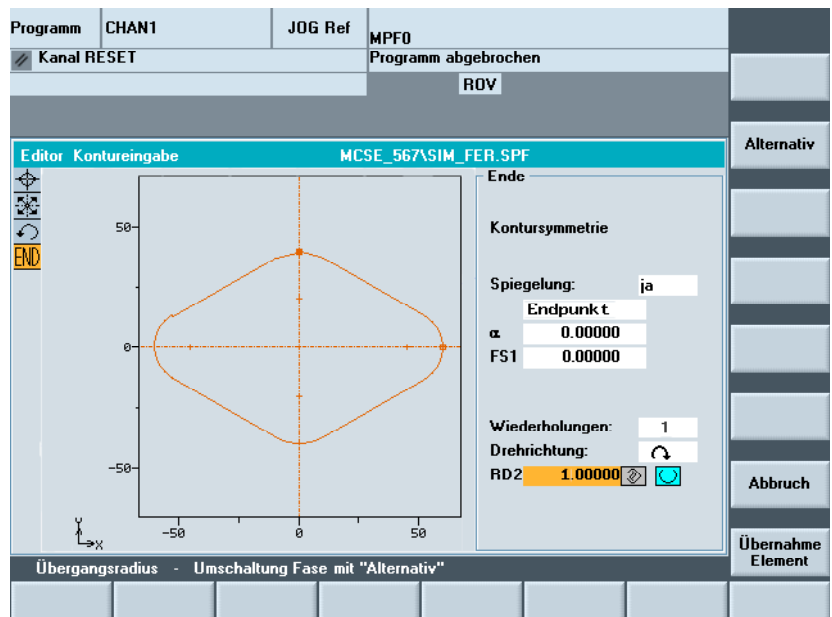 Programm CHAN1 JOG Ref MPF0
Kanal RESET Programm abgebrochen
ROV
Alternativ
Editor Kontureingabe MCSE_567\SIM_FER.SPF
Ende
Kontursymmetrie
END
50
Spiegelung: ja
Endpunkt
α 0.00000
0
FS1 0.00000
Wiederholungen: 1
Drehrichtung:
-50
RD2 1.00000
Abbruch
Y
X
-50 0 50
Übernahme
Element
Übergangsradius - Umschaltung Fase mit "Alternativ"